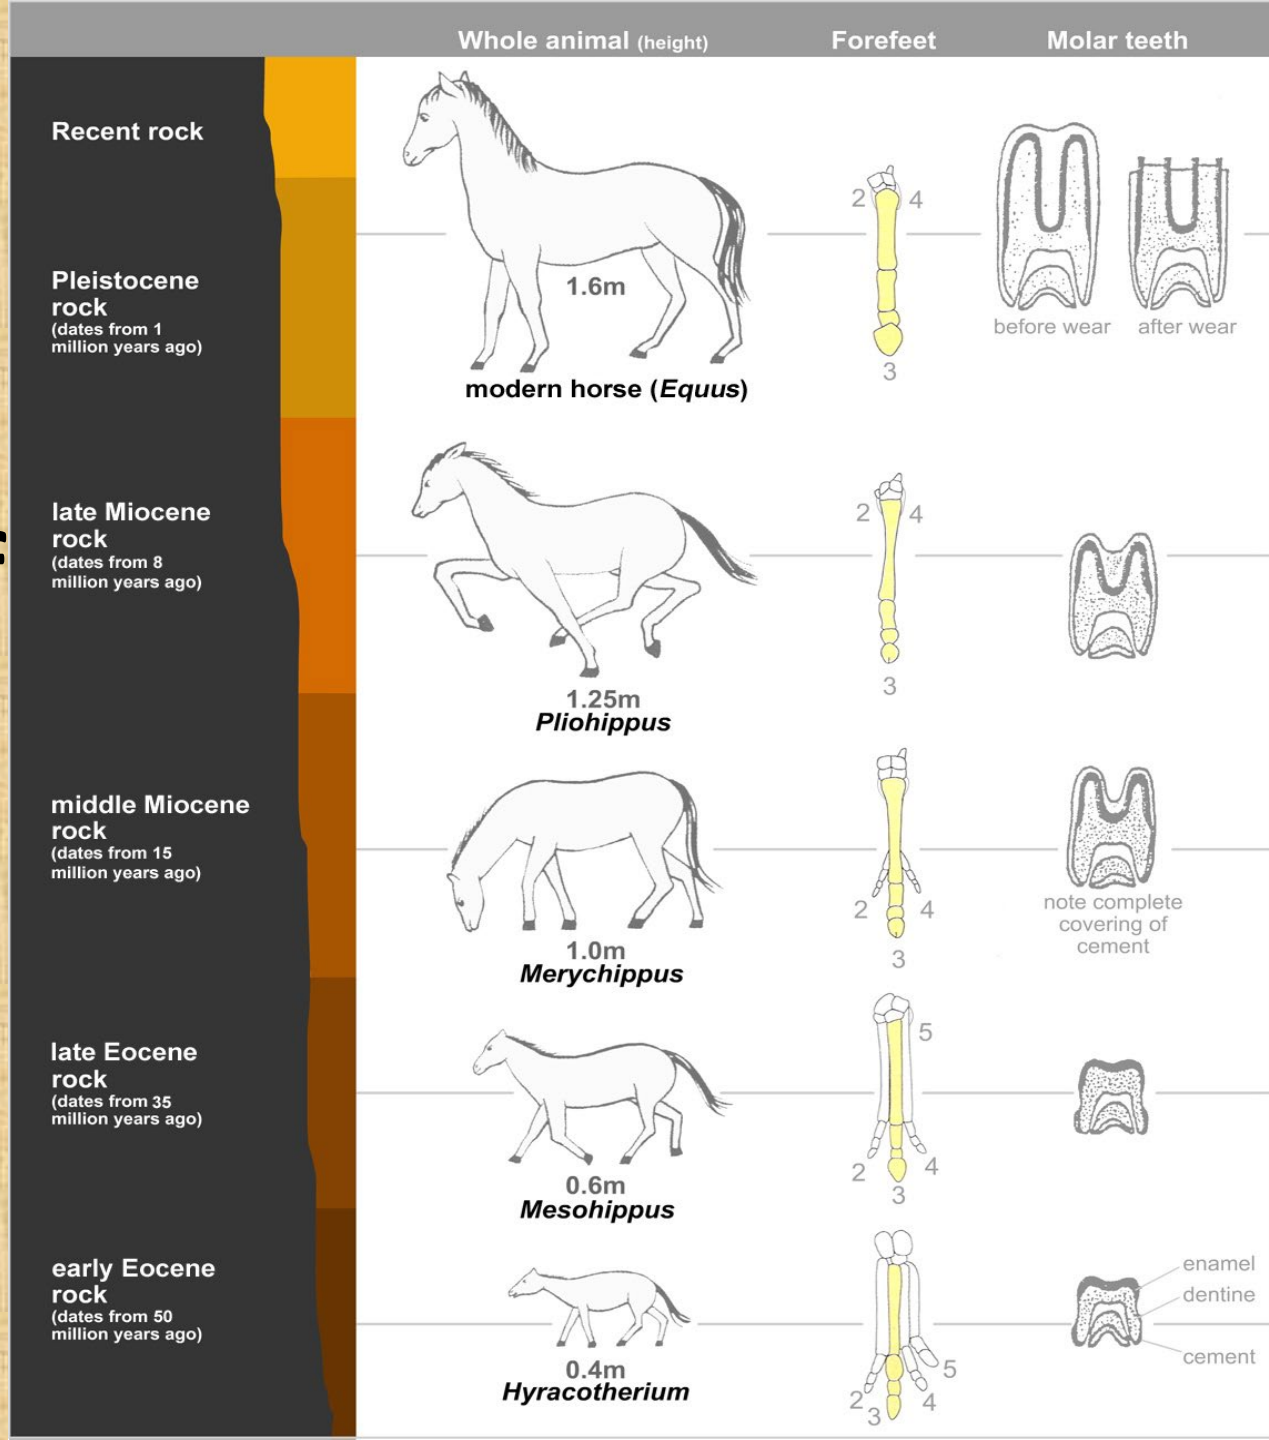 Whole animal (height)
Forefeet
Molar teeth
Recent rock
2
4
3
before wear
after wear
1.6m
modern horse (Equus)
Pleistocene
rock
(dates from 1
million years ago)
late Miocene
rock
(dates from 8
million years ago)
1.25m
Pliohippus
2
4
3
middle Miocene
rock
(dates from 15
million years ago)
1.0m
Merychippus
2
4
3
note complete
covering of
cement
late Eocene
rock
(dates from 35
million years ago)
0.6m
Mesohippus
5
2
4
3
early Eocene
rock
(dates from 50
million years ago)
0.4m
Hyracotherium
2
3
4
5
enamel
dentine
cement